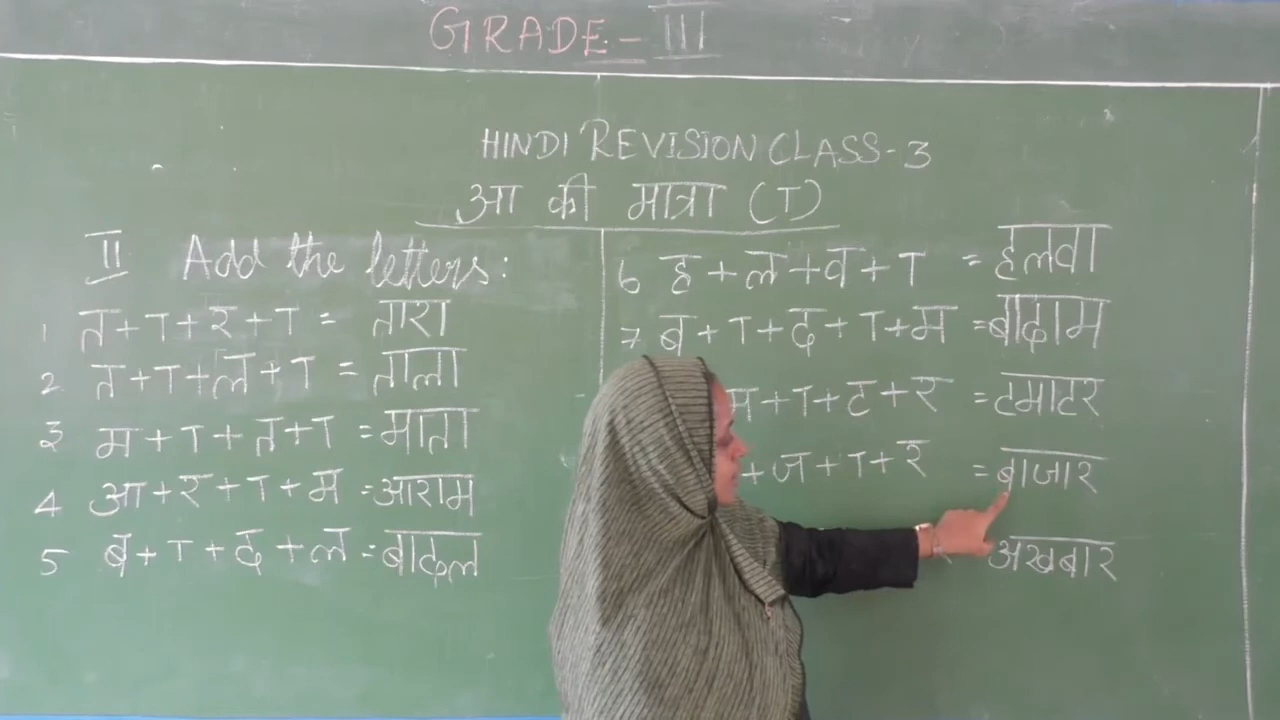 GRADE - III
HINDI REVISION CLASS - 3
आ की मात्रा (ा)
II Add the letters:
1 त + ा + र + ा = तारा
2 त + ा + ल + ा = ताला
3 म + ा + त + ा = माता
4 आ + र + ा + म = आराम
5 ब + ा + द + ल = बादल
6 ह + ल + व + ा = हलवा
7 ब + ा + द + ा + म = बादाम
म + ा + ट + र = टमाटर
+ ज + ा + र = बाजार
अखबार